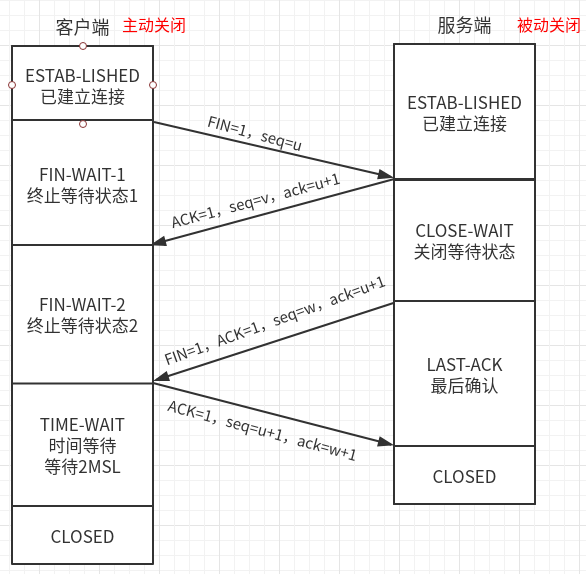 客户端 主动关闭
服务端 被动关闭
ESTAB-LISHED
已建立连接
ESTAB-LISHED
已建立连接
FIN=1，seq=u
FIN-WAIT-1
终止等待状态1
ACK=1，seq=v，ack=u+1
CLOSE-WAIT
关闭等待状态
FIN-WAIT-2
终止等待状态2
FIN=1，ACK=1，seq=w，ack=u+1
LAST-ACK
最后确认
TIME-WAIT
时间等待
等待2MSL
ACK=1，seq=u+1，ack=w+1
CLOSED
CLOSED